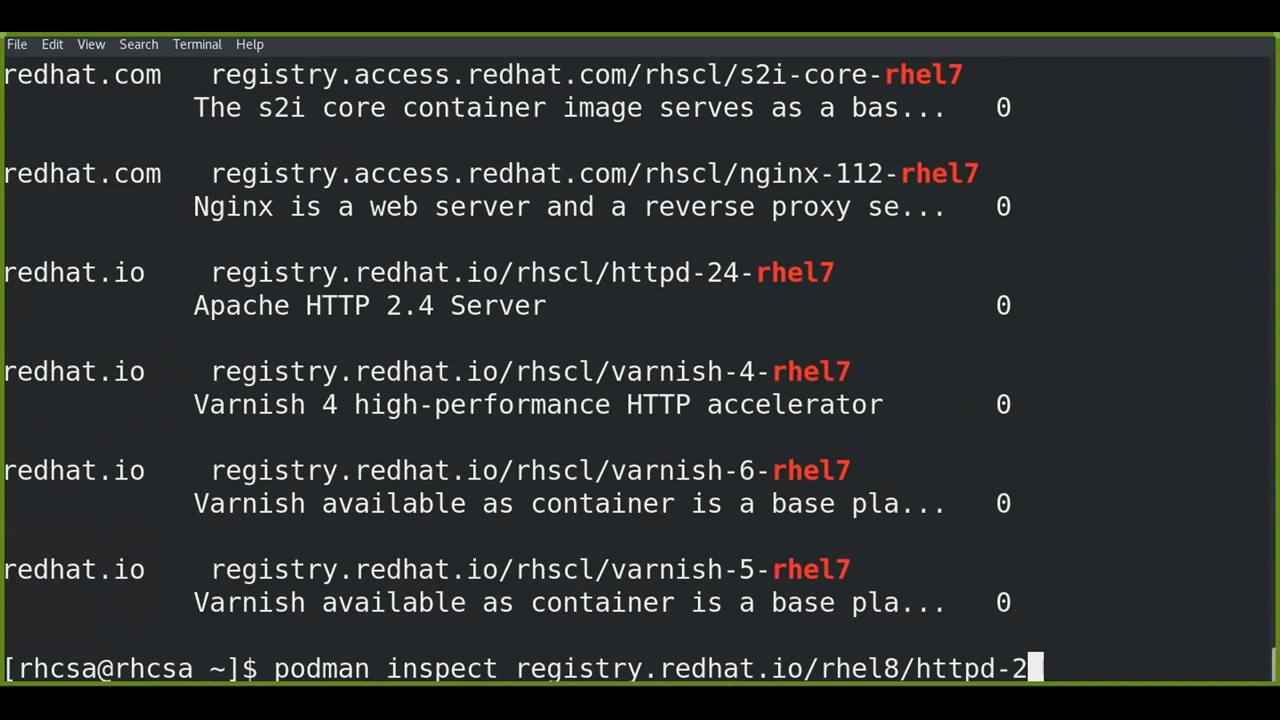 File Edit View Search Terminal Help
redhat.com registry.access.redhat.com/rhscl/s2i-core-rhel7
The s2i core container image serves as a bas... 0
redhat.com registry.access.redhat.com/rhscl/nginx-112-rhel7
Nginx is a web server and a reverse proxy se... 0
redhat.io registry.redhat.io/rhscl/httpd-24-rhel7
Apache HTTP 2.4 Server 0
redhat.io registry.redhat.io/rhscl/varnish-4-rhel7
Varnish 4 high-performance HTTP accelerator 0
redhat.io registry.redhat.io/rhscl/varnish-6-rhel7
Varnish available as container is a base pla... 0
redhat.io registry.redhat.io/rhscl/varnish-5-rhel7
Varnish available as container is a base pla... 0
[rhcsa@rhcsa ~]$ podman inspect registry.redhat.io/rhel8/httpd-2